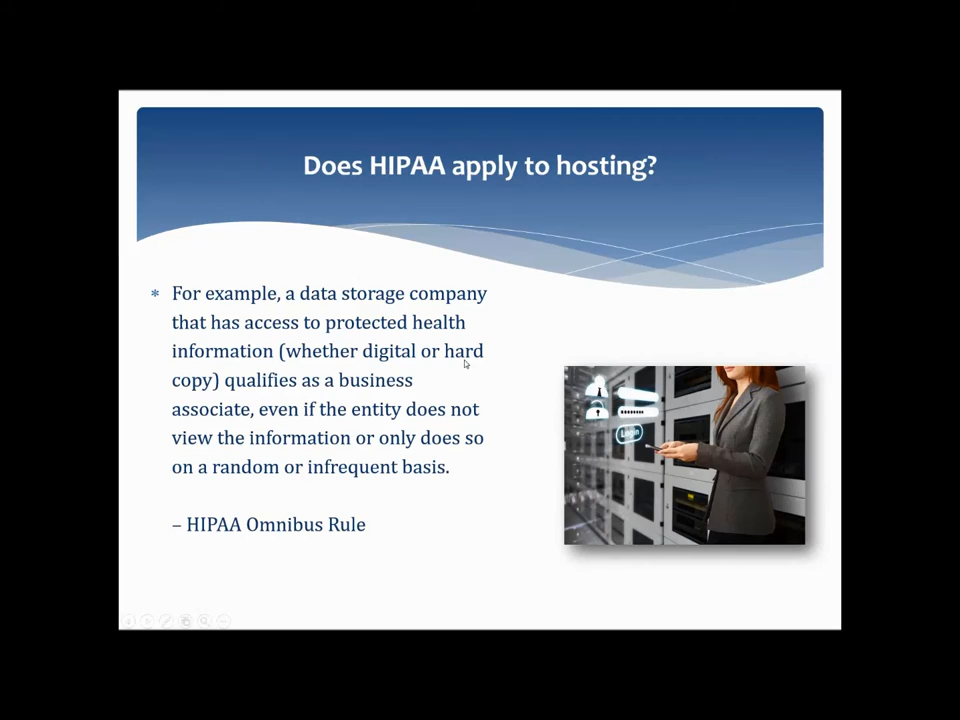 Does HIPAA apply to hosting?
* For example, a data storage company
that has access to protected health
information (whether digital or hard
copy) qualifies as a business
associate, even if the entity does not
view the information or only does so
on a random or infrequent basis.
– HIPAA Omnibus Rule
Login